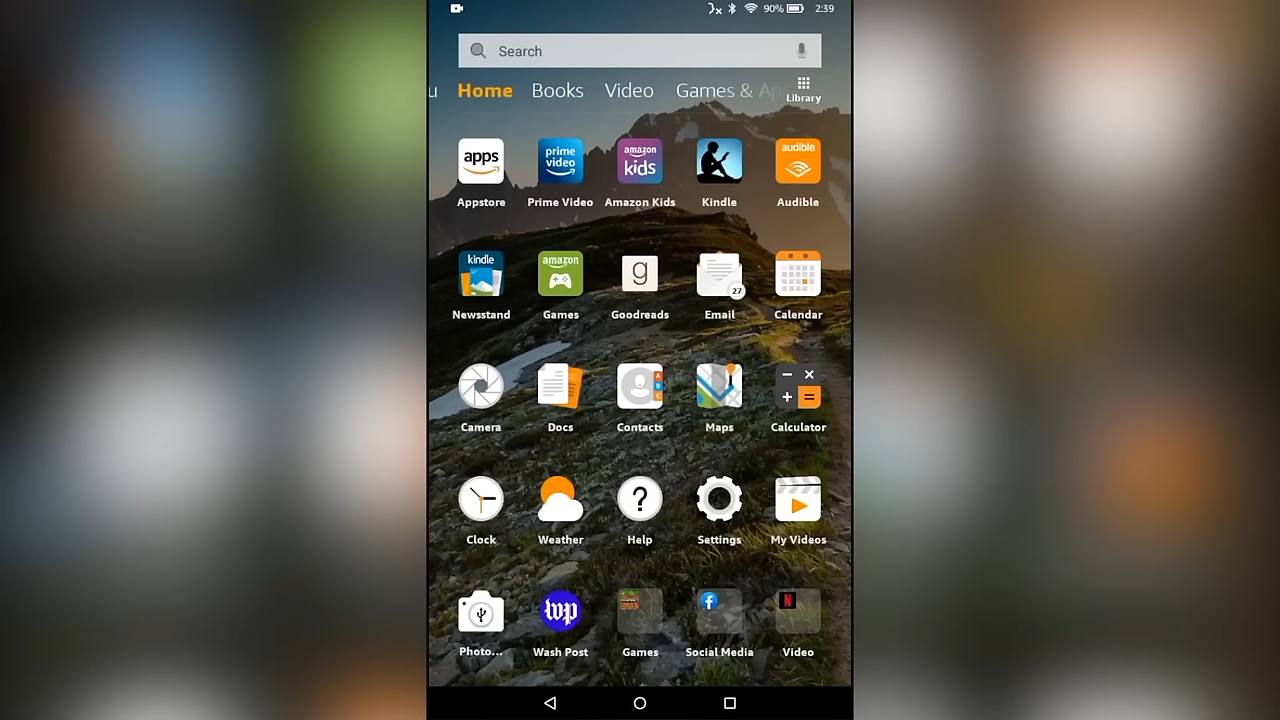 90% 2:39
Search
u Home Books Video Games & Ap Library
apps prime video amazon kids audible
Appstore Prime Video Amazon Kids Kindle Audible
kindle amazon g 27
Newsstand Games Goodreads Email Calendar
A
B
C
Camera Docs Contacts Maps Calculator
?
Clock Weather Help Settings My Videos
wp N
Photo... Wash Post Games Social Media Video